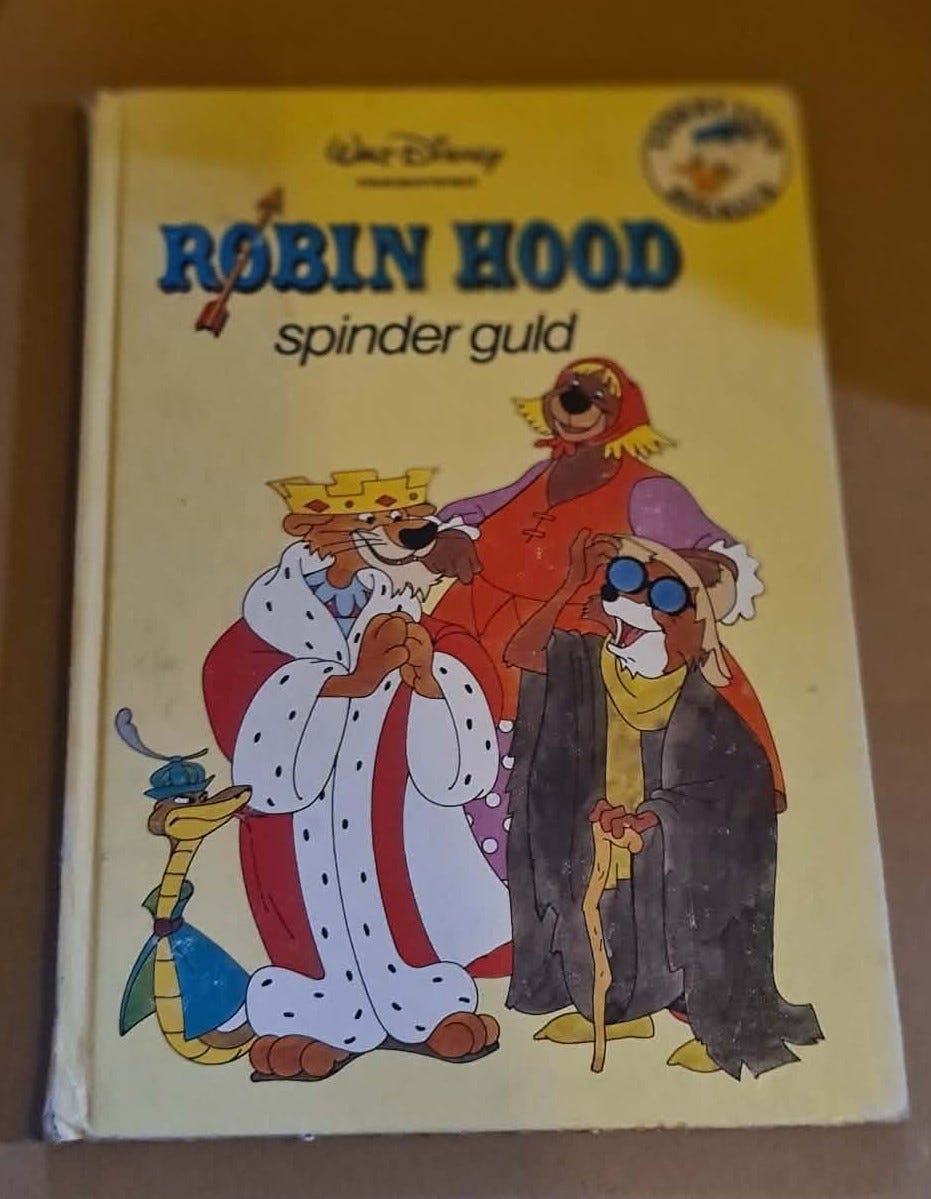 Walt Disney
ROBIN HOOD
spinder guld